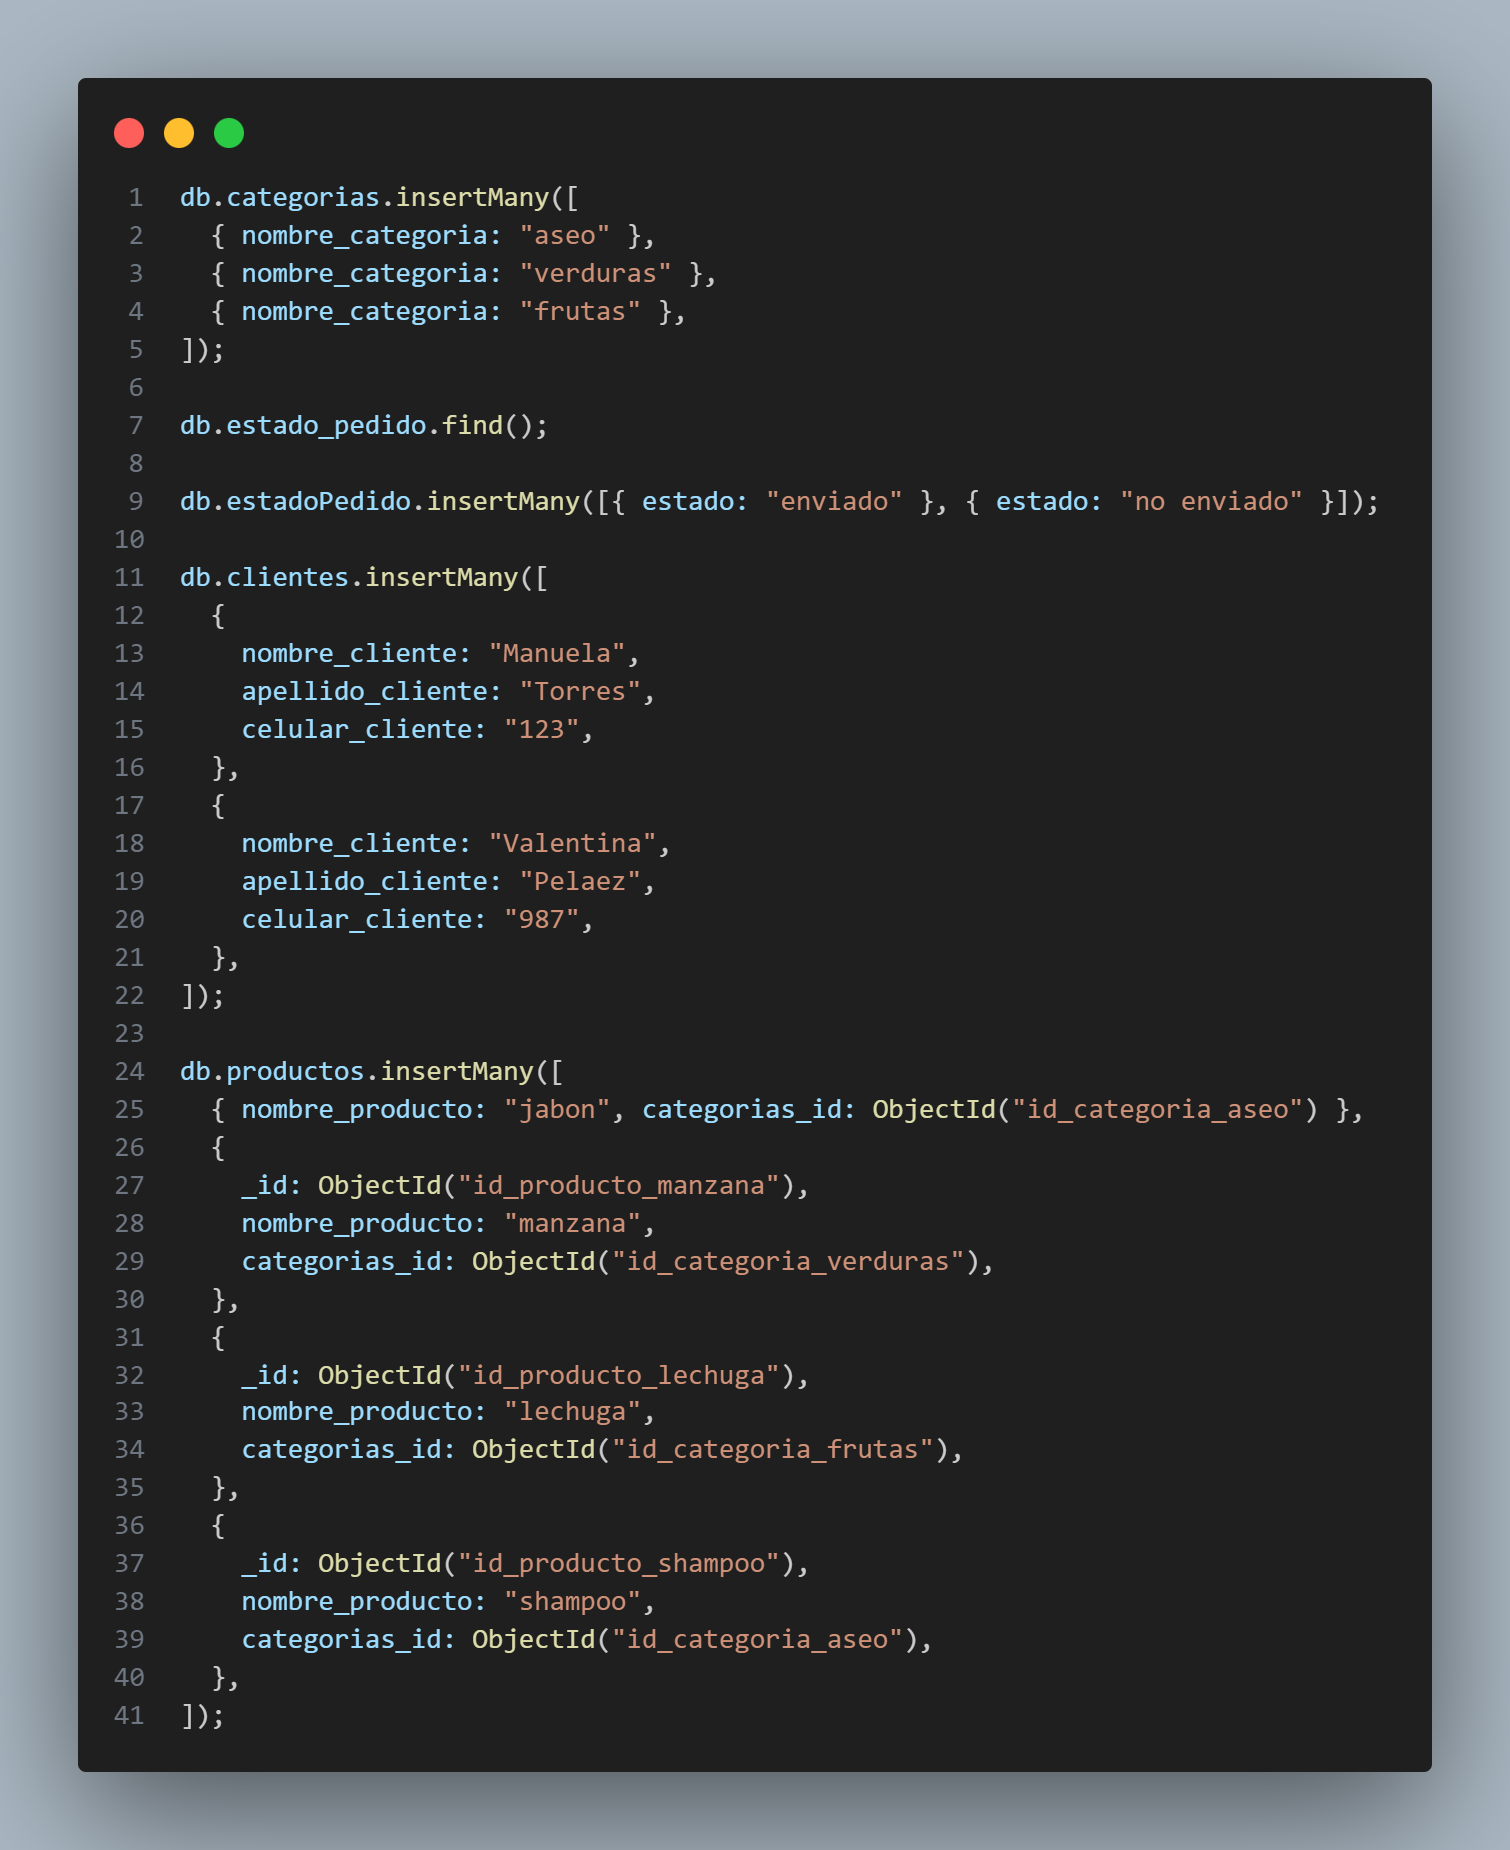 1 db.categorias.insertMany([
2   { nombre_categoria: "aseo" },
3   { nombre_categoria: "verduras" },
4   { nombre_categoria: "frutas" },
5 ]);
6
7 db.estado_pedido.find();
8
9 db.estadoPedido.insertMany([{ estado: "enviado" }, { estado: "no enviado" }]);
10
11 db.clientes.insertMany([
12   {
13     nombre_cliente: "Manuela",
14     apellido_cliente: "Torres",
15     celular_cliente: "123",
16   },
17   {
18     nombre_cliente: "Valentina",
19     apellido_cliente: "Pelaez",
20     celular_cliente: "987",
21   },
22 ]);
23
24 db.productos.insertMany([
25   { nombre_producto: "jabon", categorias_id: ObjectId("id_categoria_aseo") },
26   {
27     _id: ObjectId("id_producto_manzana"),
28     nombre_producto: "manzana",
29     categorias_id: ObjectId("id_categoria_verduras"),
30   },
31   {
32     _id: ObjectId("id_producto_lechuga"),
33     nombre_producto: "lechuga",
34     categorias_id: ObjectId("id_categoria_frutas"),
35   },
36   {
37     _id: ObjectId("id_producto_shampoo"),
38     nombre_producto: "shampoo",
39     categorias_id: ObjectId("id_categoria_aseo"),
40   },
41 ]);